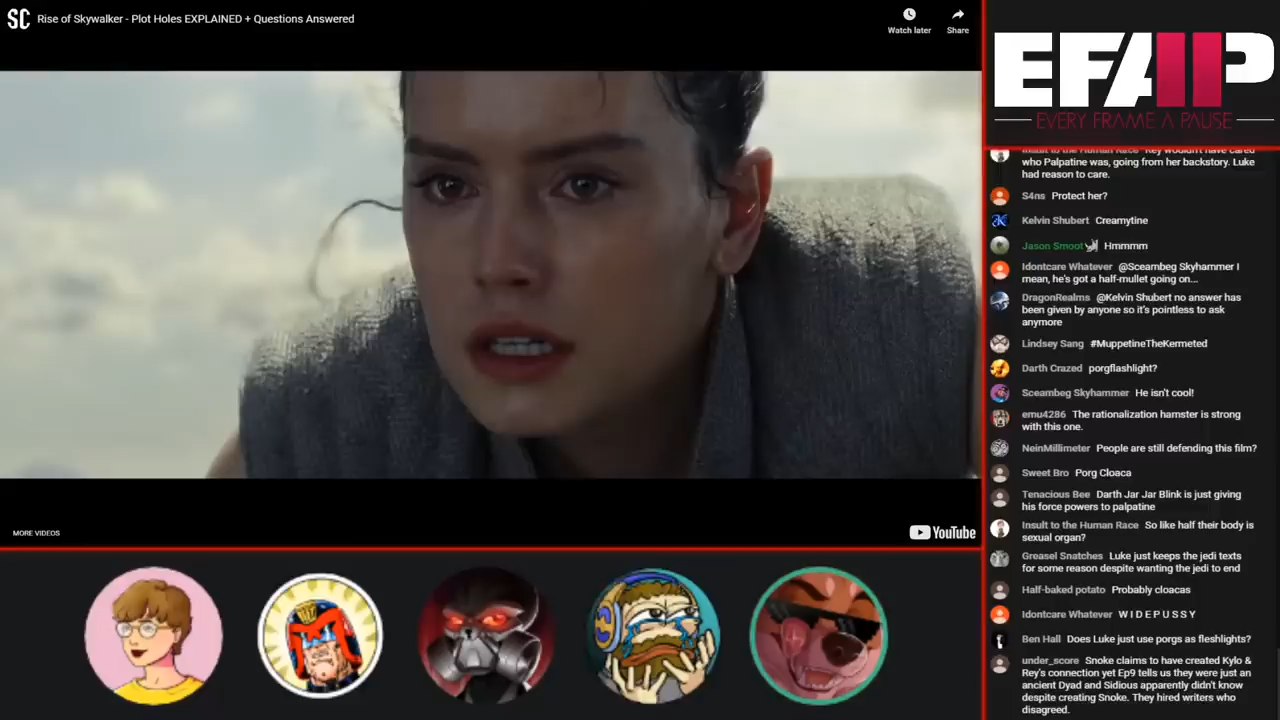 SC Rise of Skywalker - Plot Holes EXPLAINED + Questions Answered
Watch later
Share
MORE VIDEOS
YouTube
EFAP
EVERY FRAME A PAUSE
Insult to the Human Race Rey wouldn't have cared
who Palpatine was, going from her backstory. Luke
had reason to care.
S4ns Protect her?
Kelvin Shubert Creamytine
Jason Smoot Hmmmm
Idontcare Whatever @Sceambeg Skyhammer I
mean, he's got a half-mullet going on...
DragonRealms @Kelvin Shubert no answer has
been given by anyone so it's pointless to ask
anymore
Lindsey Sang #MuppetineTheKermeted
Darth Crazed porgflashlight?
Sceambeg Skyhammer He isn't cool!
emu4286 The rationalization hamster is strong
with this one.
NeinMillimeter People are still defending this film?
Sweet Bro Porg Cloaca
Tenacious Bee Darth Jar Jar Blink is just giving
his force powers to palpatine
Insult to the Human Race So like half their body is
sexual organ?
Greasel Snatches Luke just keeps the jedi texts
for some reason despite wanting the jedi to end
Half-baked potato Probably cloacas
Idontcare Whatever W I D E P U S S Y
Ben Hall Does Luke just use porgs as fleshlights?
under_score Snoke claims to have created Kylo &
Rey's connection yet Ep9 tells us they were just an
ancient Dyad and Sidious apparently didn't know
despite creating Snoke. They hired writers who
disagreed.